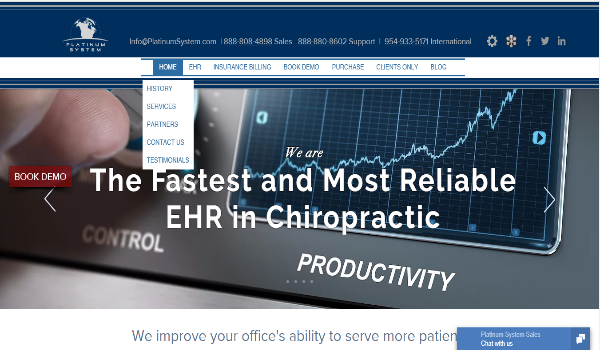 PLATINUM
SYSTEM
Info@PlatinumSystem.com | 888-808-4898 Sales 888-880-8602 Support | 954-933-5171 International
HOME EHR INSURANCE BILLING BOOK DEMO PURCHASE CLIENTS ONLY BLOG
HISTORY
SERVICES
PARTNERS
CONTACT US
TESTIMONIALS
BOOK DEMO
We are
The Fastest and Most Reliable
EHR in Chiropractic
CONTROL
PRODUCTIVITY
We improve your office's ability to serve more patien
Platinum System Sales
Chat with us